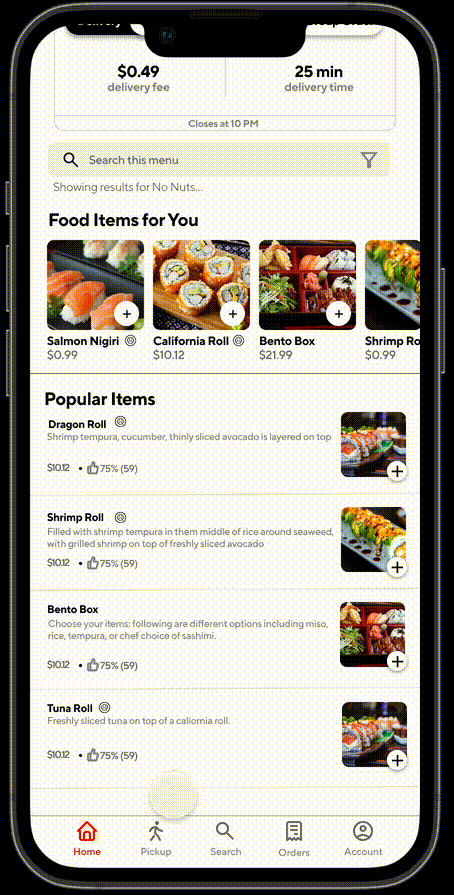 Delivery
$0.49 25 min
delivery fee delivery time
Closes at 10 PM
Search this menu
Showing results for No Nuts...
Food Items for You
Salmon Nigiri California Roll Bento Box Shrimp Ro
$0.99 $10.12 $21.99 $0.99
Popular Items
Dragon Roll
Shrimp tempura, cucumber, thinly sliced avocado is layered on top
$10.12 • 75% (59)
Shrimp Roll
Filled with shrimp tempura in them middle of rice around seaweed,
with grilled shrimp on top of freshly sliced avocado
$10.12 • 75% (59)
Bento Box
Choose your items: following are different options including miso,
rice, tempura, or chef choice of sashimi.
$10.12 • 75% (59)
Tuna Roll
Freshly sliced tuna on top of a caliornia roll.
$10.12 • 75% (59)
Home Pickup Search Orders Account